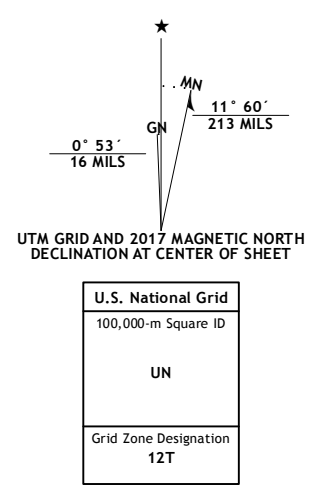 MN
11° 60´
213 MILS
GN
0° 53´
16 MILS
UTM GRID AND 2017 MAGNETIC NORTH
DECLINATION AT CENTER OF SHEET
U.S. National Grid
100,000-m Square ID
UN
Grid Zone Designation
12T